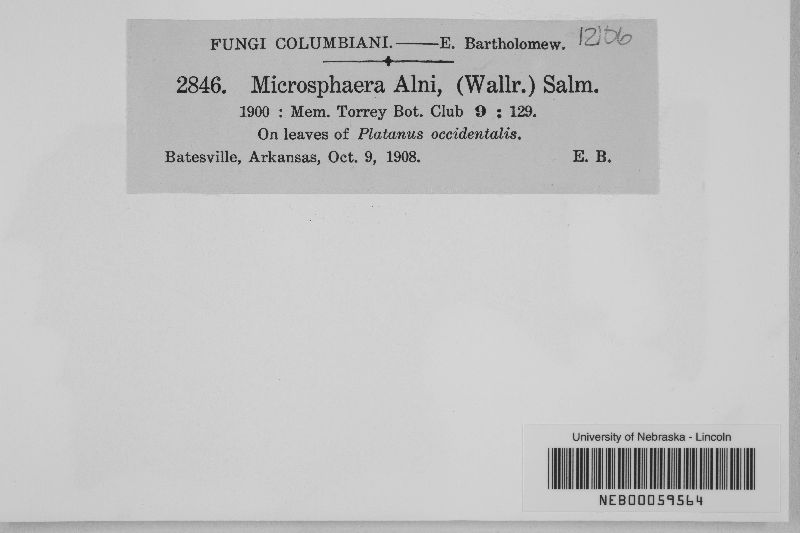 FUNGI COLUMBIANI.——E. Bartholomew. 12106
2846. Microsphaera Alni, (Wallr.) Salm.
1900 : Mem. Torrey Bot. Club 9 : 129.
On leaves of Platanus occidentalis.
Batesville, Arkansas, Oct. 9, 1908. E. B.
University of Nebraska - Lincoln
NEB00059564